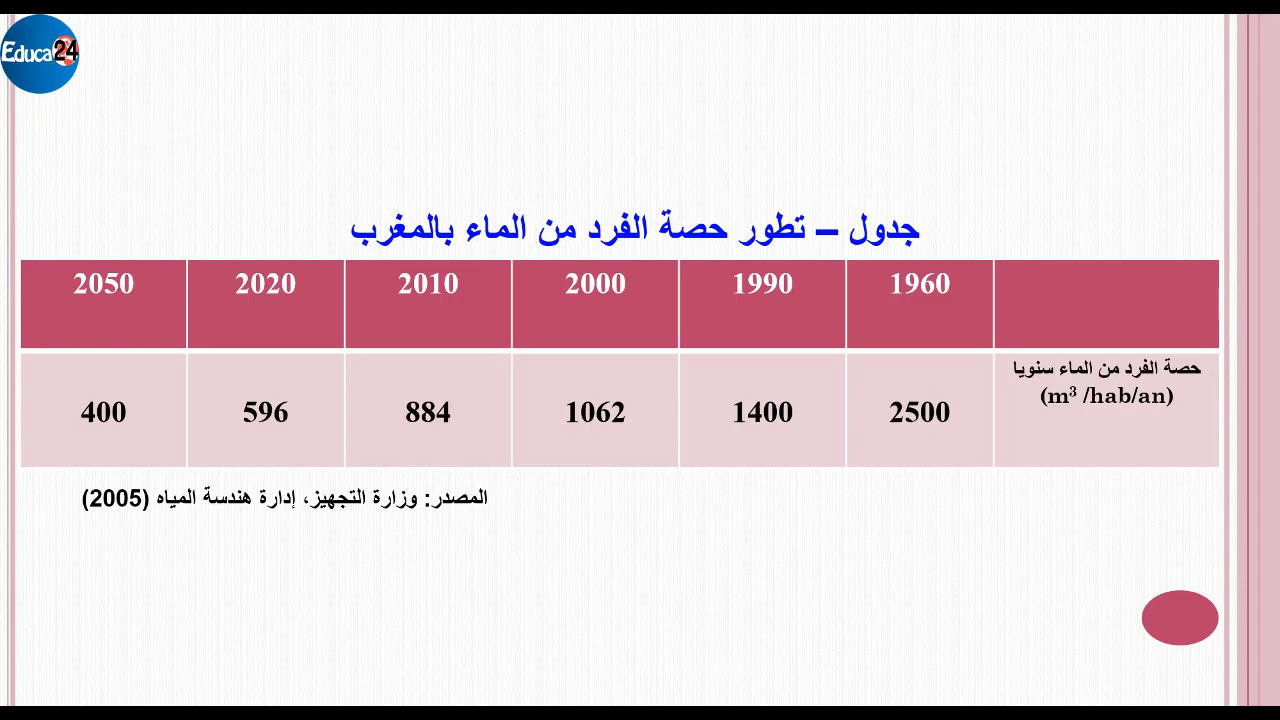 Educa24
جدول – تطور حصة الفرد من الماء بالمغرب
1960 1990 2000 2010 2020 2050
حصة الفرد من الماء سنويا
(m³ /hab/an)
2500 1400 1062 884 596 400
المصدر: وزارة التجهيز، إدارة هندسة المياه (2005)